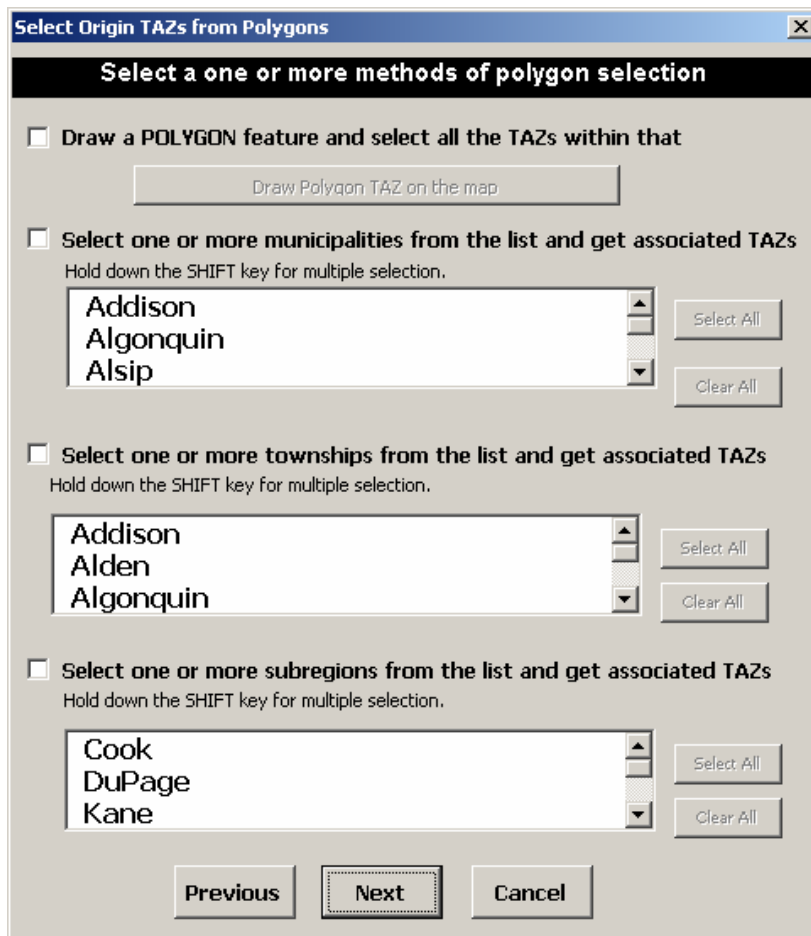 Select Origin TAZs from Polygons
Select a one or more methods of polygon selection
Draw a POLYGON feature and select all the TAZs within that
Draw Polygon TAZ on the map
Select one or more municipalities from the list and get associated TAZs
Hold down the SHIFT key for multiple selection.
Addison
Algonquin
Alsip
Select All
Clear All
Select one or more townships from the list and get associated TAZs
Hold down the SHIFT key for multiple selection.
Addison
Alden
Algonquin
Select All
Clear All
Select one or more subregions from the list and get associated TAZs
Hold down the SHIFT key for multiple selection.
Cook
DuPage
Kane
Select All
Clear All
Previous Next Cancel